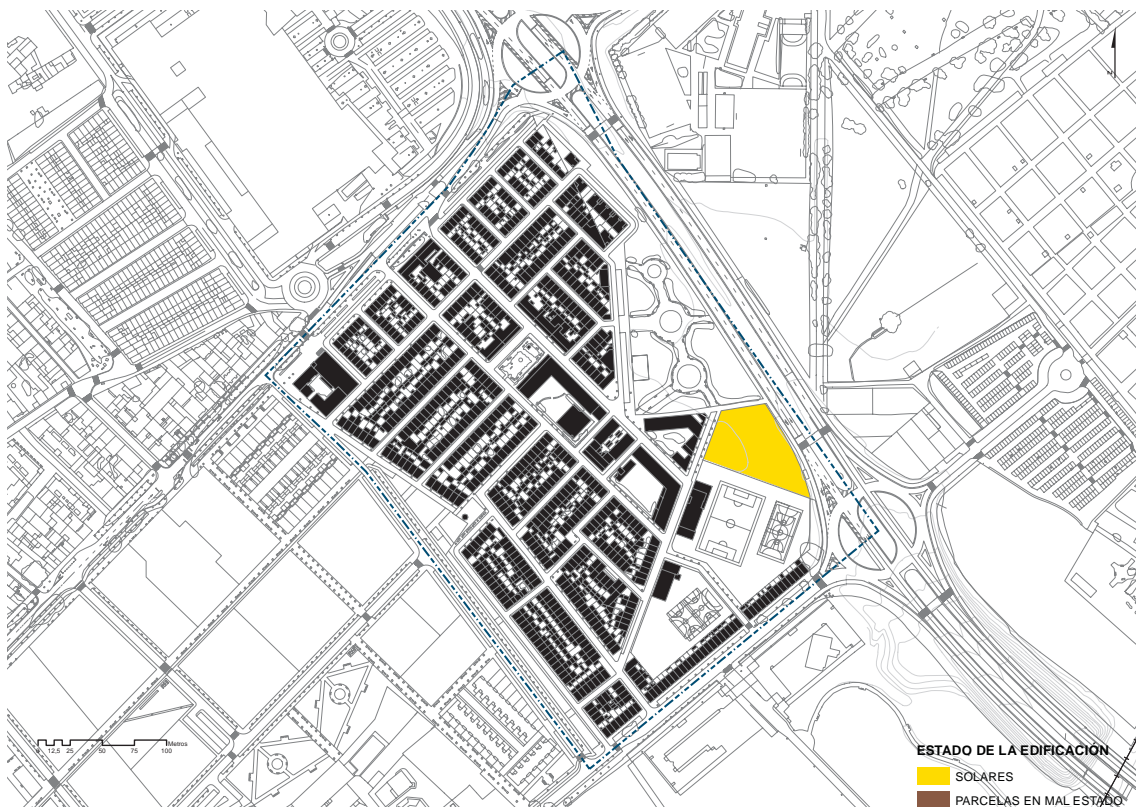 N
0 12,5 25 50 75 100 Metros
ESTADO DE LA EDIFICACIÓN
SOLARES
PARCELAS EN MAL ESTADO